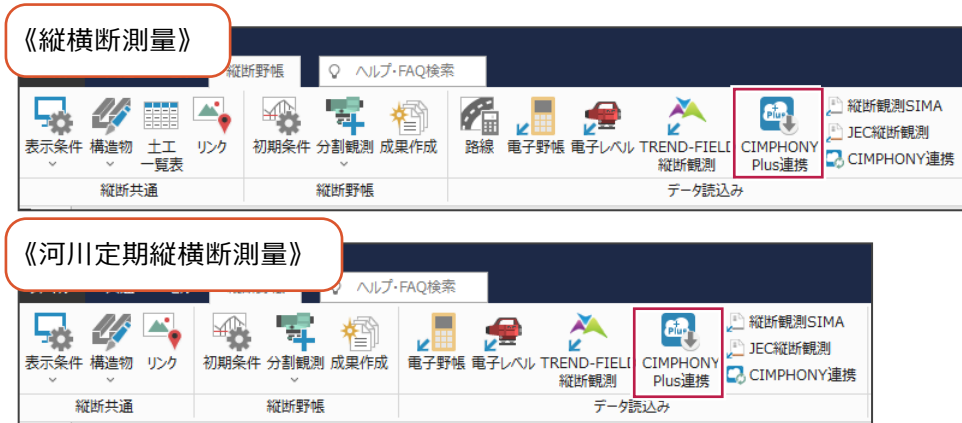 《縦横断測量》
縦断野帳 ヘルプ・FAQ検索
表示条件 構造物 土工 リンク 初期条件 分割観測 成果作成 路線 電子野帳 電子レベル TREND-FIELD CIMPHONY 縦断観測SIMA
一覧表 縦断観測 Plus連携 JEC縦断観測
CIMPHONY連携
縦断共通 縦断野帳 データ読込み
《河川定期縦横断測量》
ヘルプ・FAQ検索
表示条件 構造物 リンク 初期条件 分割観測 成果作成 電子野帳 電子レベル TREND-FIELD CIMPHONY 縦断観測SIMA
縦断観測 Plus連携 JEC縦断観測
CIMPHONY連携
縦断共通 縦断野帳 データ読込み